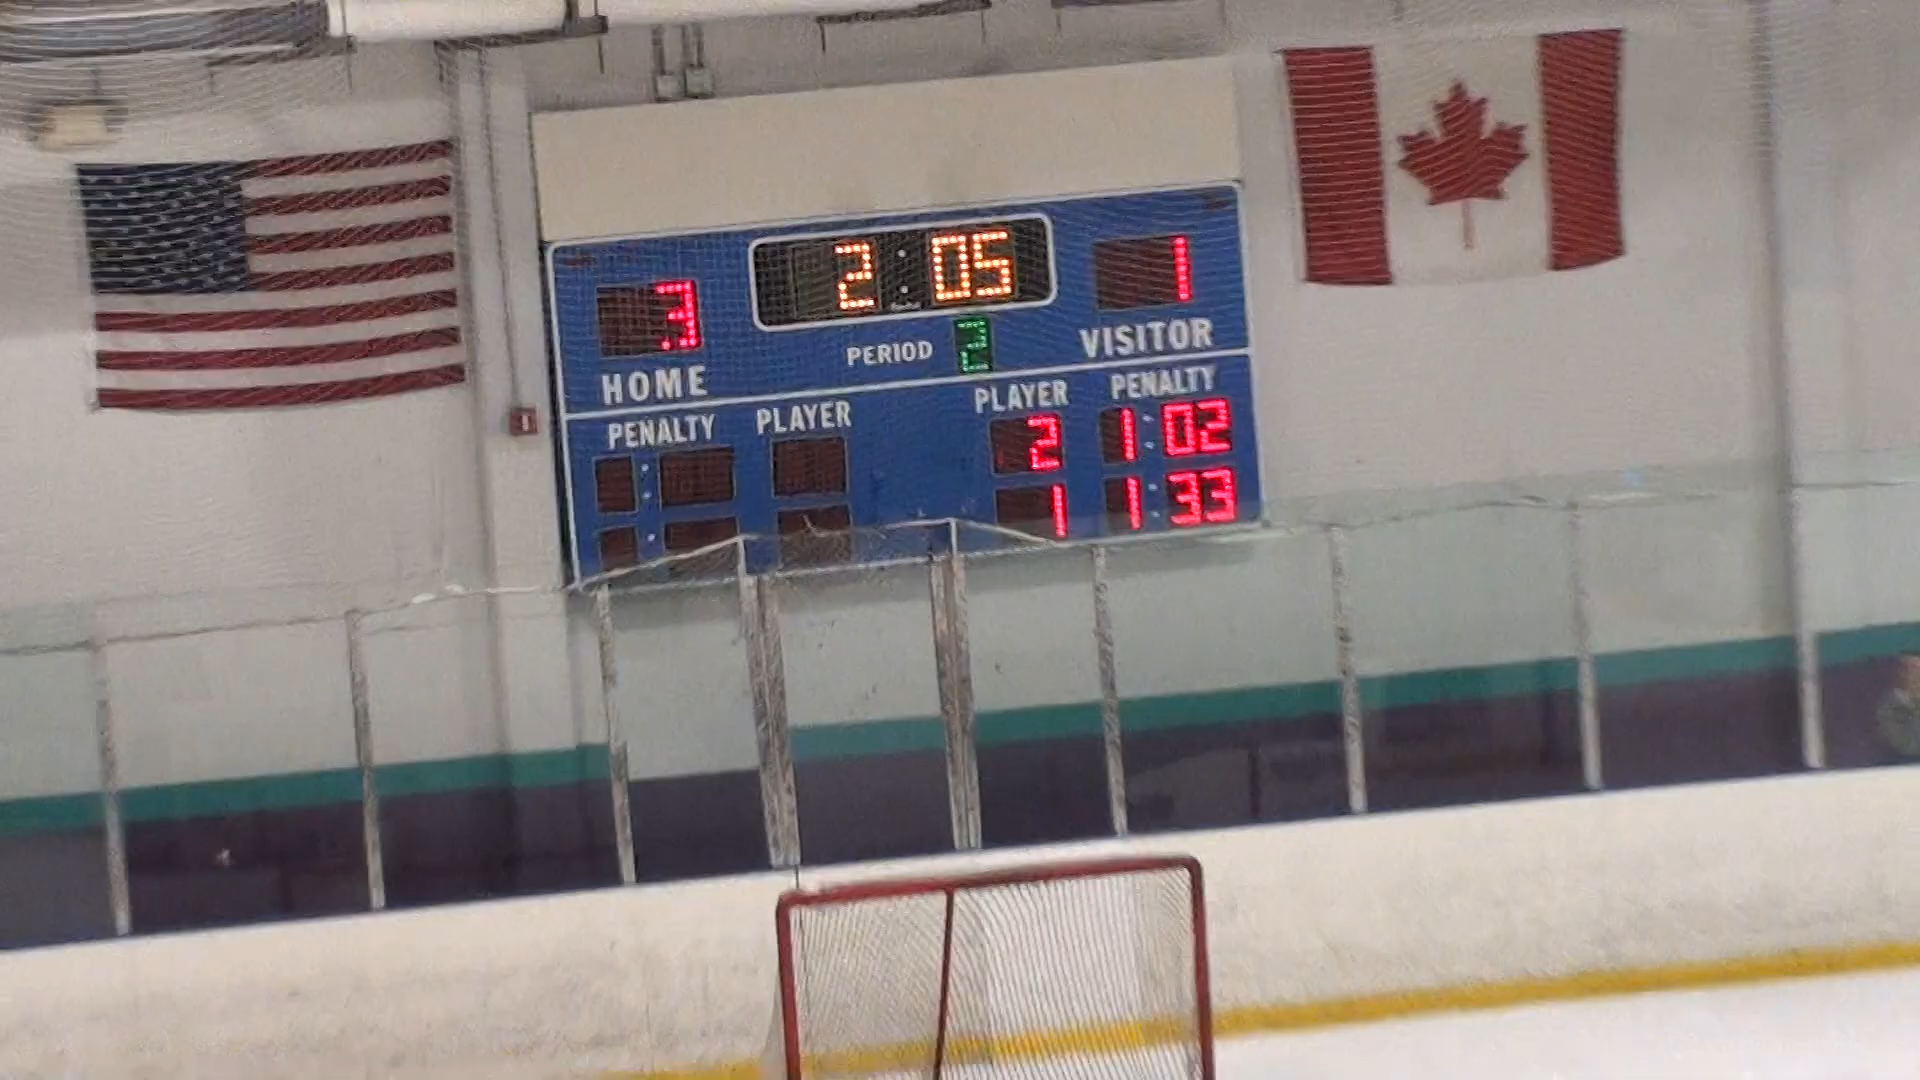 2:05
3 1
HOME PERIOD 2 VISITOR
PENALTY PLAYER PLAYER PENALTY
2 1:02
1 1:33